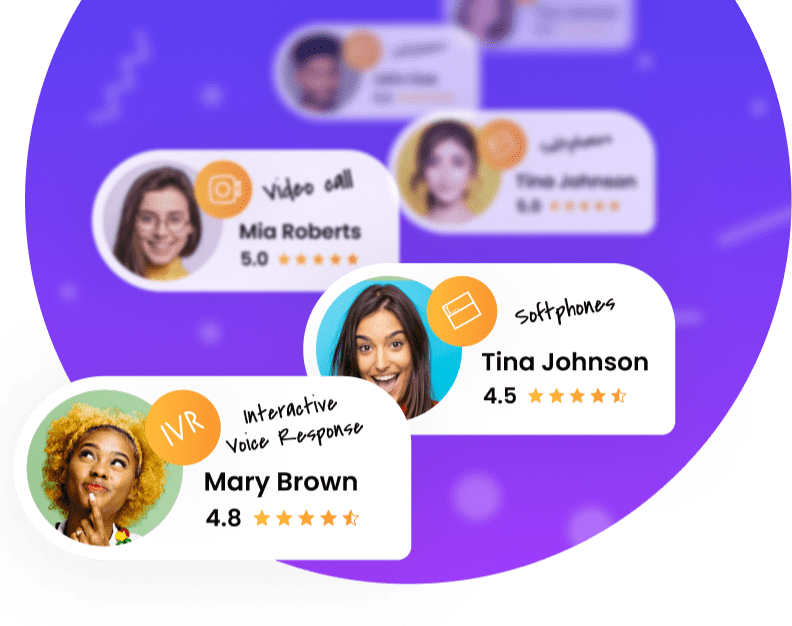 Tina Johnson
5.0
Video call
Mia Roberts
5.0
Softphones
Tina Johnson
4.5
IVR
Interactive
Voice Response
Mary Brown
4.8